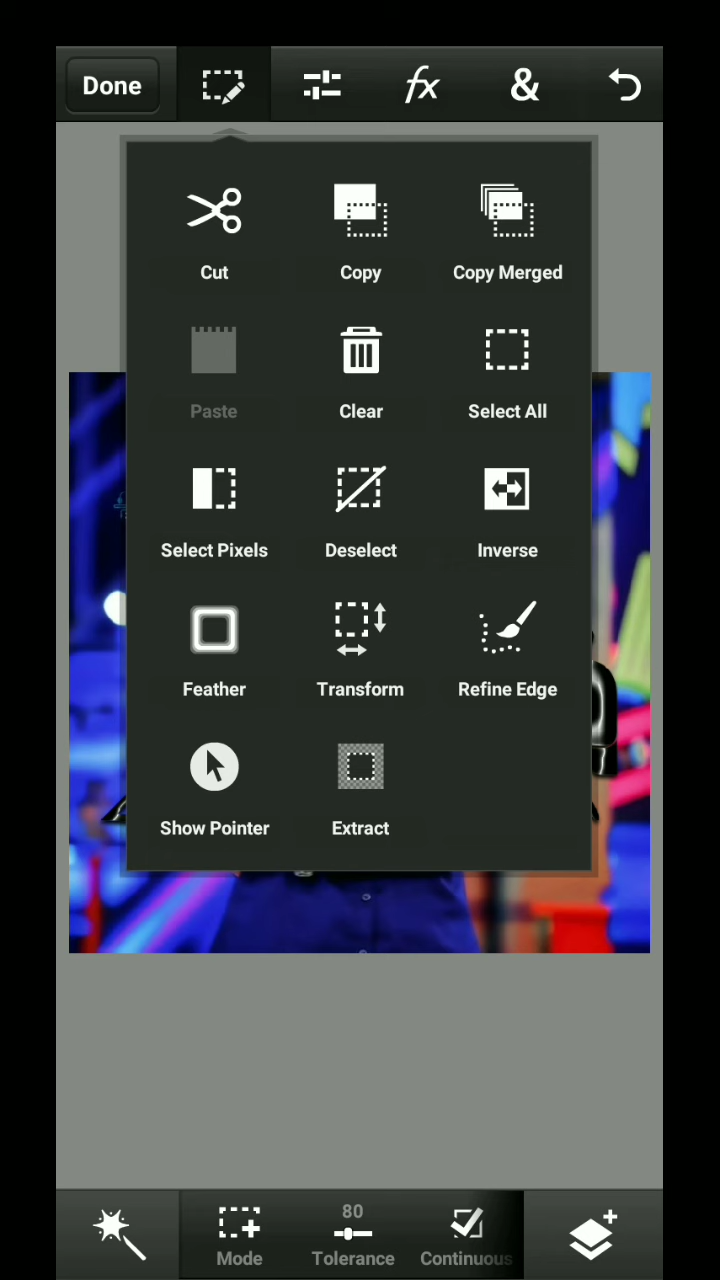 Done fx &
Cut Copy Copy Merged
Paste Clear Select All
Select Pixels Deselect Inverse
Feather Transform Refine Edge
Show Pointer Extract
80
Mode Tolerance Continuous